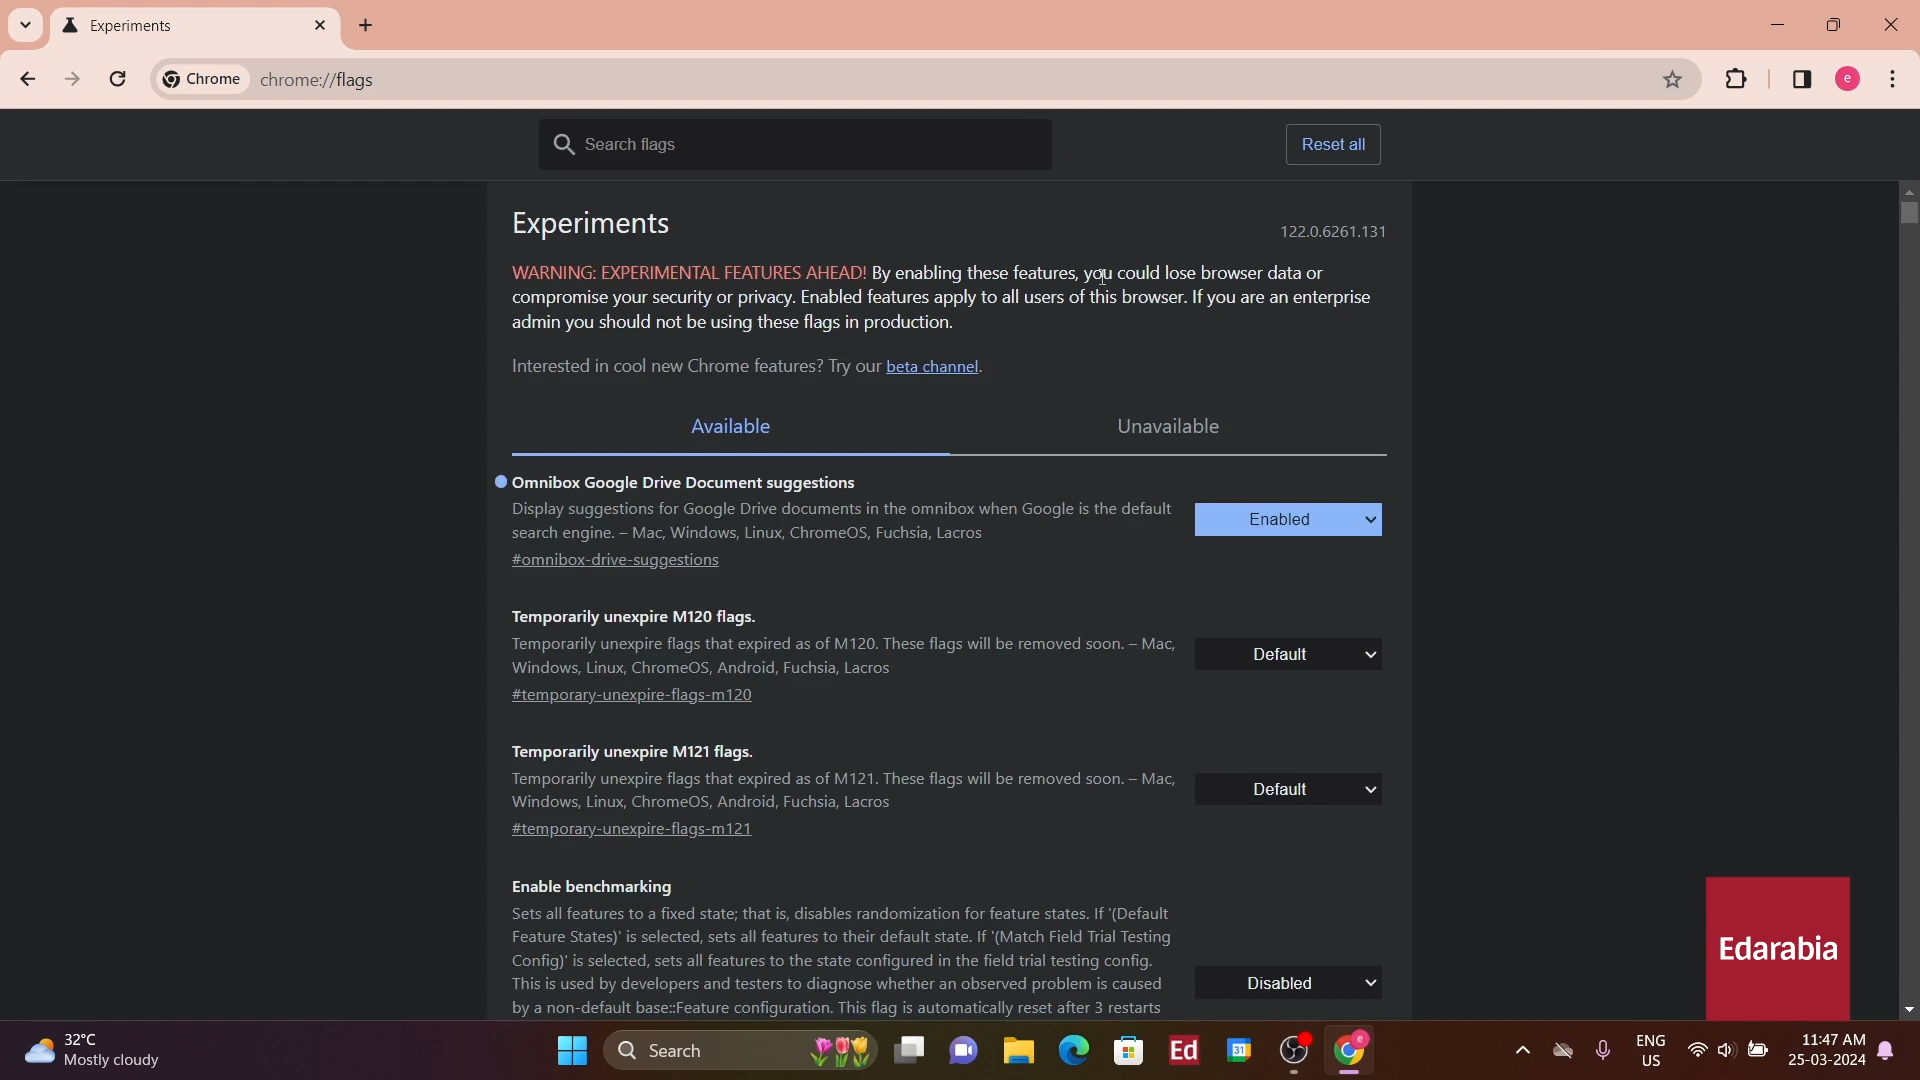 Experiments
Chrome
chrome://flags
e
Search flags
Reset all
Experiments
122.0.6261.131
WARNING: EXPERIMENTAL FEATURES AHEAD! By enabling these features, you could lose browser data or
compromise your security or privacy. Enabled features apply to all users of this browser. If you are an enterprise
admin you should not be using these flags in production.
Interested in cool new Chrome features? Try our beta channel.
Available
Unavailable
Omnibox Google Drive Document suggestions
Display suggestions for Google Drive documents in the omnibox when Google is the default
search engine. – Mac, Windows, Linux, ChromeOS, Fuchsia, Lacros
#omnibox-drive-suggestions
Enabled
Temporarily unexpire M120 flags.
Temporarily unexpire flags that expired as of M120. These flags will be removed soon. – Mac,
Windows, Linux, ChromeOS, Android, Fuchsia, Lacros
#temporary-unexpire-flags-m120
Default
Temporarily unexpire M121 flags.
Temporarily unexpire flags that expired as of M121. These flags will be removed soon. – Mac,
Windows, Linux, ChromeOS, Android, Fuchsia, Lacros
#temporary-unexpire-flags-m121
Default
Enable benchmarking
Sets all features to a fixed state; that is, disables randomization for feature states. If '(Default
Feature States)' is selected, sets all features to their default state. If '(Match Field Trial Testing
Config)' is selected, sets all features to the state configured in the field trial testing config.
This is used by developers and testers to diagnose whether an observed problem is caused
by a non-default base::Feature configuration. This flag is automatically reset after 3 restarts
Disabled
Edarabia
32°C
Mostly cloudy
Search
Ed
31
e
ENG
US
11:47 AM
25-03-2024